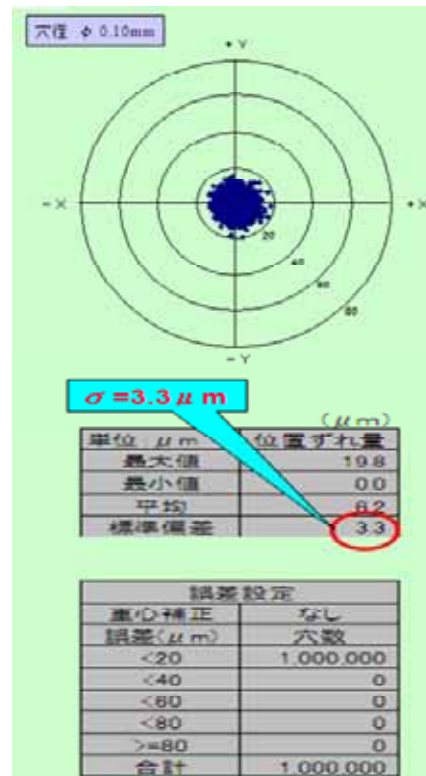 穴径 φ 0.10mm
+ Y
- X
+ X
20
40
60
80
- Y
σ =3.3 μ m
(μm)
単位：μm 位置ずれ量
最大値 19.8
最小値 0.0
平均 8.2
標準偏差 3.3
誤差設定
重心補正 なし
誤差(μm) 穴数
<20 1,000,000
<40 0
<60 0
<80 0
>=80 0
合計 1,000,000